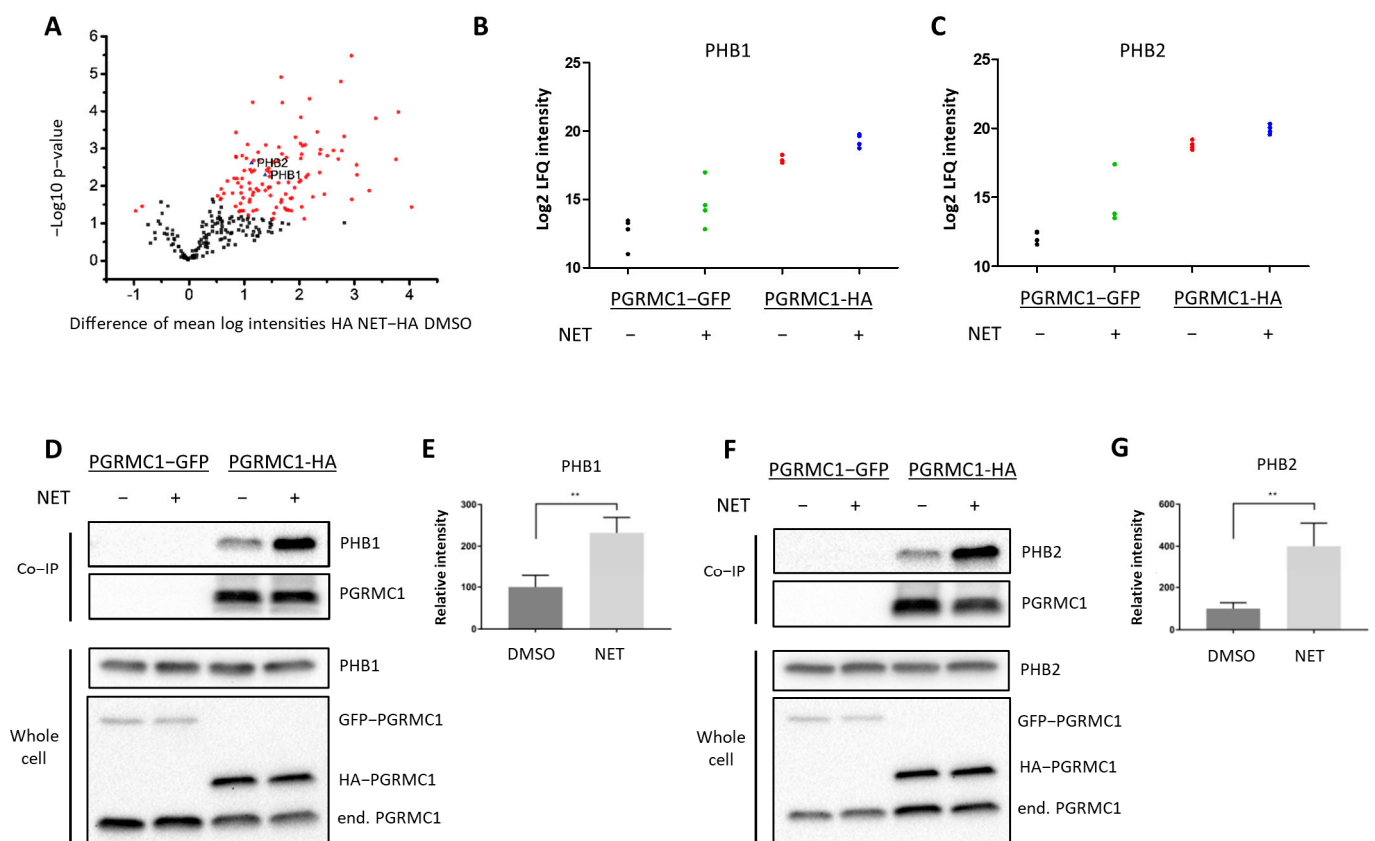 A
6
5
4
3
2
1
0
−Log10 p−value
PHB2
PHB1
-1 0 1 2 3 4
Difference of mean log intensities HA NET−HA DMSO
B
PHB1
25
20
15
10
Log2 LFQ intensity
PGRMC1−GFP PGRMC1-HA
NET − + − +
C
PHB2
25
20
15
10
Log2 LFQ intensity
PGRMC1−GFP PGRMC1-HA
NET − + − +
D
PGRMC1−GFP PGRMC1-HA
NET − + − +
Co−IP
PHB1
PGRMC1
Whole
cell
PHB1
GFP−PGRMC1
HA−PGRMC1
end. PGRMC1
E
PHB1
**
300
200
100
0
Relative intensity
DMSO NET
F
PGRMC1−GFP PGRMC1-HA
NET − + − +
Co−IP
PHB2
PGRMC1
Whole
cell
PHB2
GFP−PGRMC1
HA−PGRMC1
end. PGRMC1
G
PHB2
**
600
400
200
0
Relative intensity
DMSO NET